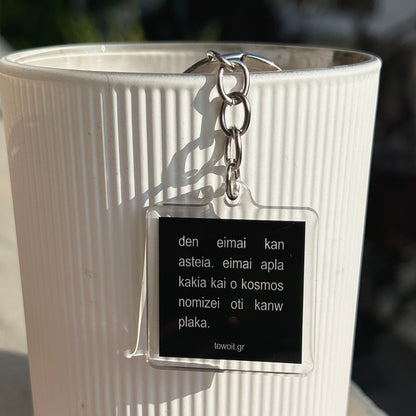 den eimai kan
asteia. eimai apla
kakia kai o kosmos
nomizei oti kanw
plaka.
towoit.gr